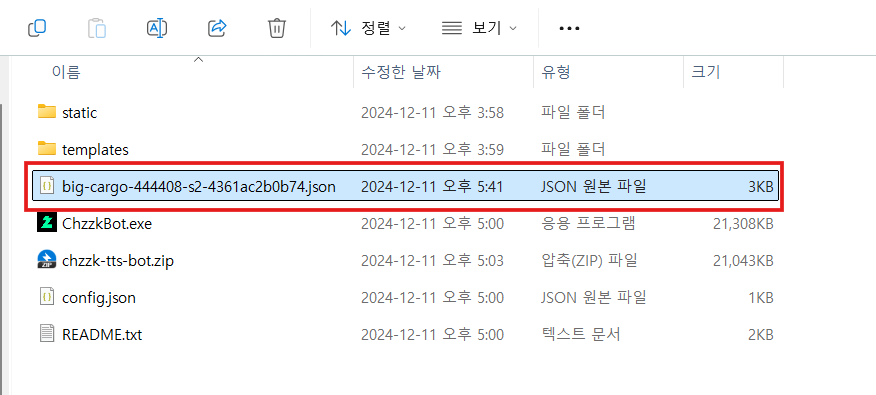 정렬 보기
이름 수정한 날짜 유형 크기
static 2024-12-11 오후 3:58 파일 폴더
templates 2024-12-11 오후 3:59 파일 폴더
big-cargo-444408-s2-4361ac2b0b74.json 2024-12-11 오후 5:41 JSON 원본 파일 3KB
ChzzkBot.exe 2024-12-11 오후 5:00 응용 프로그램 21,308KB
chzzk-tts-bot.zip 2024-12-11 오후 5:03 압축(ZIP) 파일 21,043KB
config.json 2024-12-11 오후 5:00 JSON 원본 파일 1KB
README.txt 2024-12-11 오후 5:00 텍스트 문서 2KB